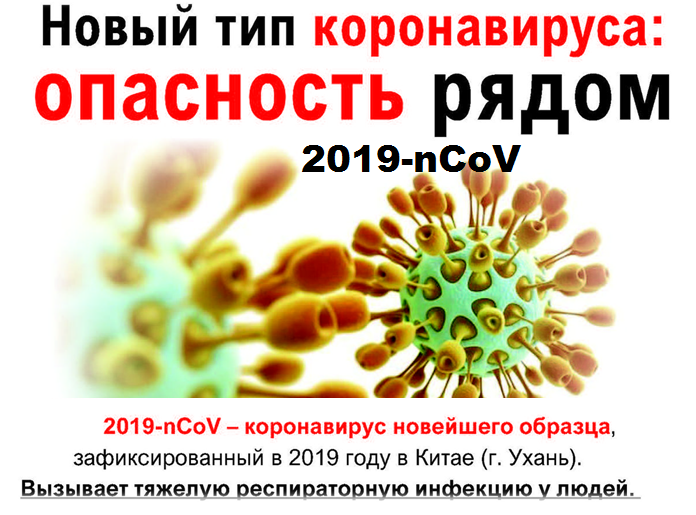 Новый тип коронавируса:
опасность рядом
2019-nCoV
2019-nCoV – коронавирус новейшего образца,
зафиксированный в 2019 году в Китае (г. Ухань).
Вызывает тяжелую респираторную инфекцию у людей.